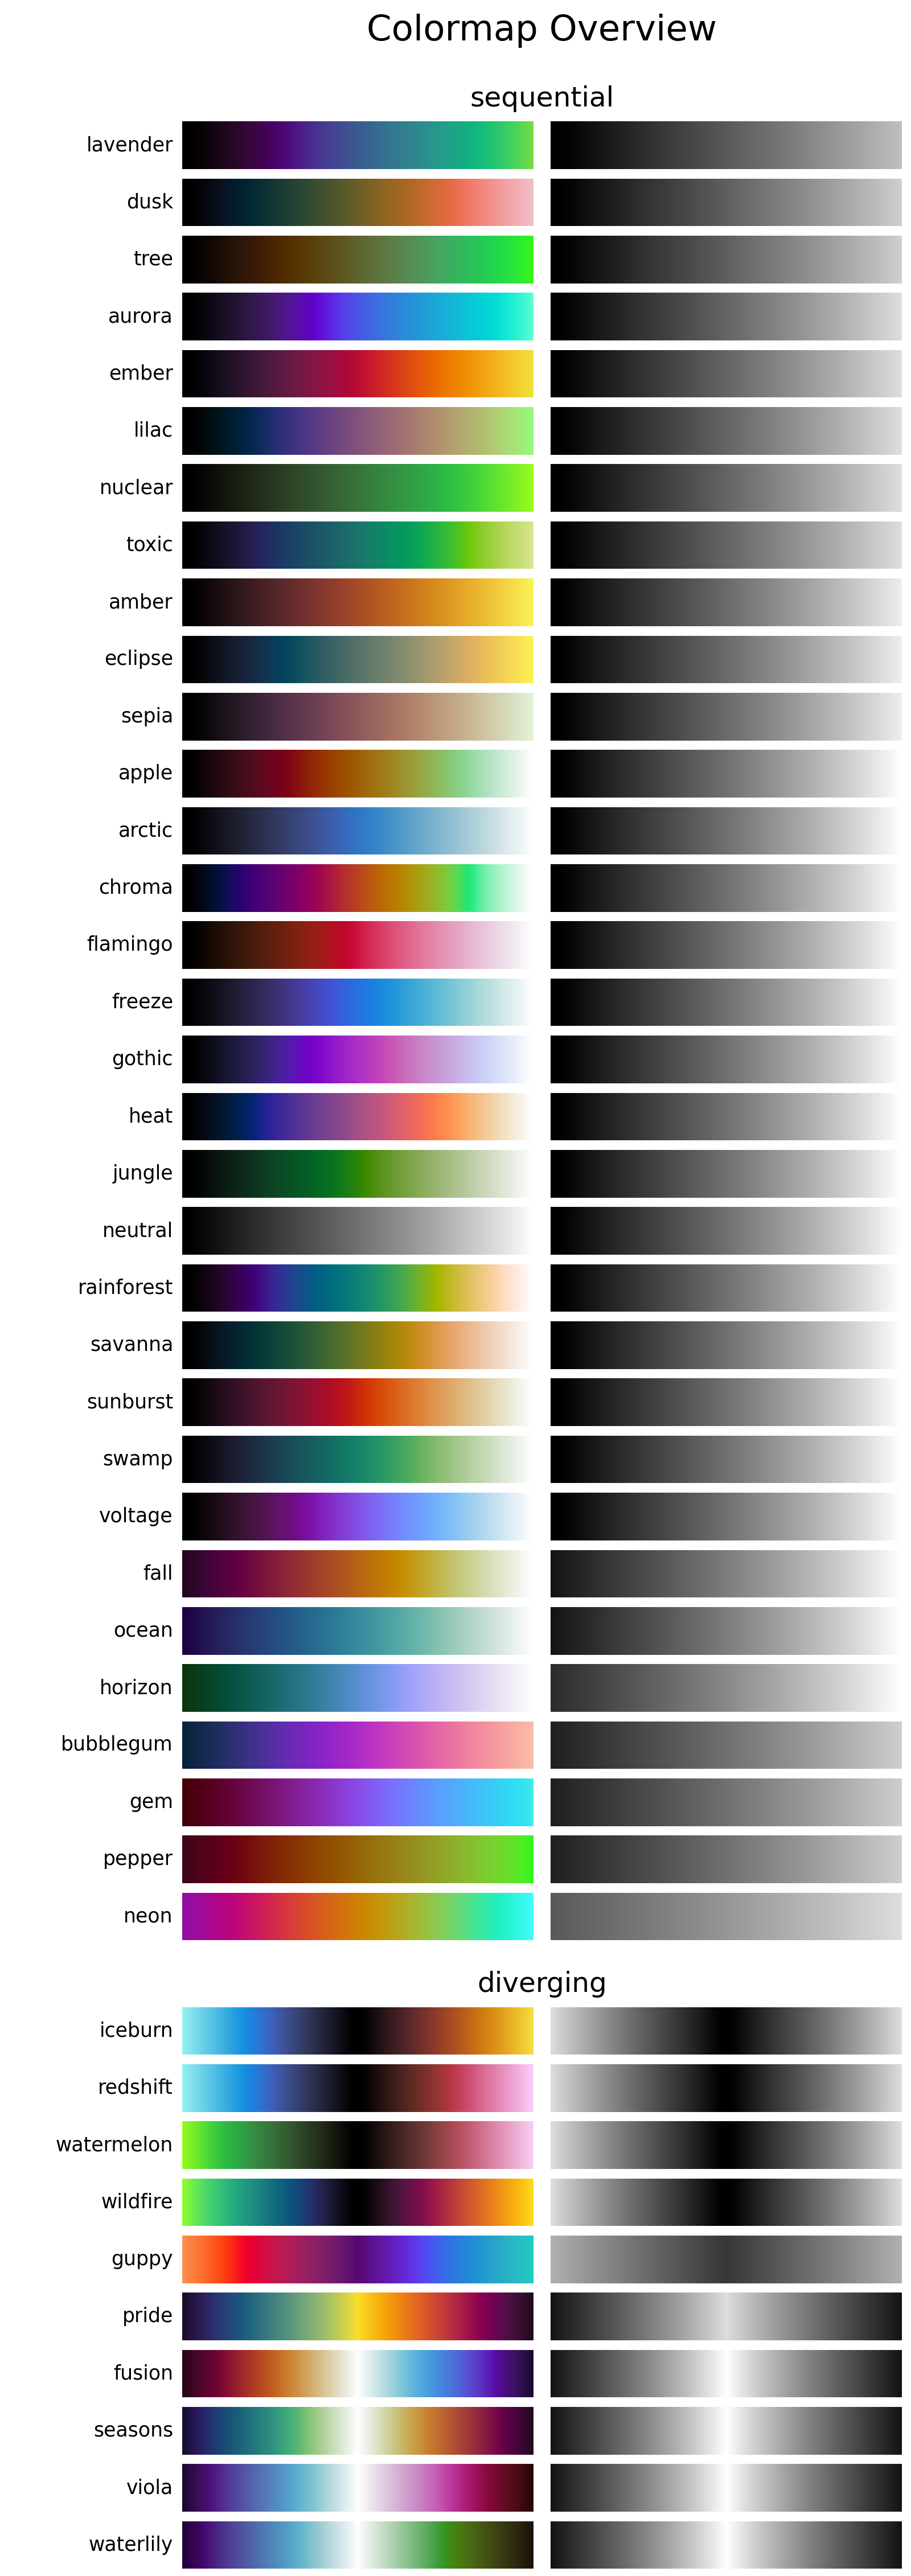 Colormap Overview
sequential
lavender
dusk
tree
aurora
ember
lilac
nuclear
toxic
amber
eclipse
sepia
apple
arctic
chroma
flamingo
freeze
gothic
heat
jungle
neutral
rainforest
savanna
sunburst
swamp
voltage
fall
ocean
horizon
bubblegum
gem
pepper
neon
diverging
iceburn
redshift
watermelon
wildfire
guppy
pride
fusion
seasons
viola
waterlily